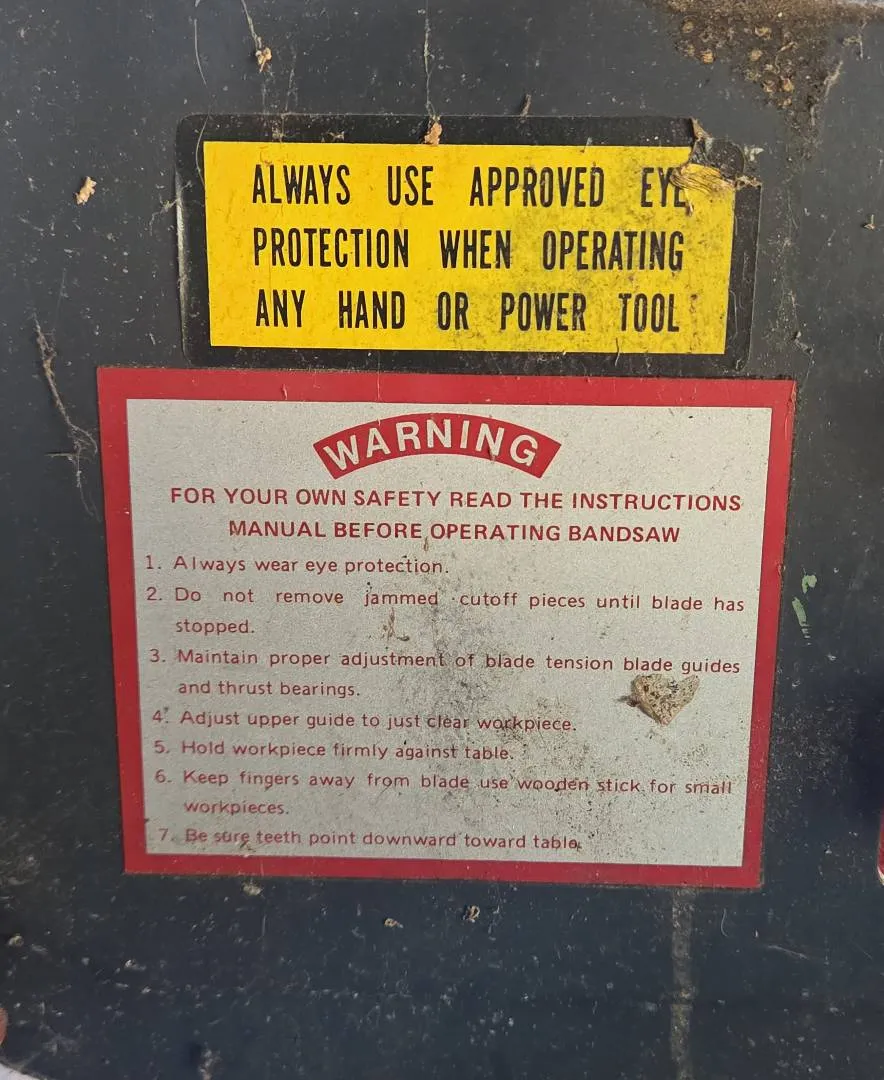 ALWAYS USE APPROVED EYE
PROTECTION WHEN OPERATING
ANY HAND OR POWER TOOL
WARNING
FOR YOUR OWN SAFETY READ THE INSTRUCTIONS
MANUAL BEFORE OPERATING BANDSAW
1. Always wear eye protection.
2. Do not remove jammed cutoff pieces until blade has
stopped.
3. Maintain proper adjustment of blade tension blade guides
and thrust bearings.
4. Adjust upper guide to just clear workpiece.
5. Hold workpiece firmly against table.
6. Keep fingers away from blade use wooden stick for small
workpieces.
7. Be sure teeth point downward toward table.